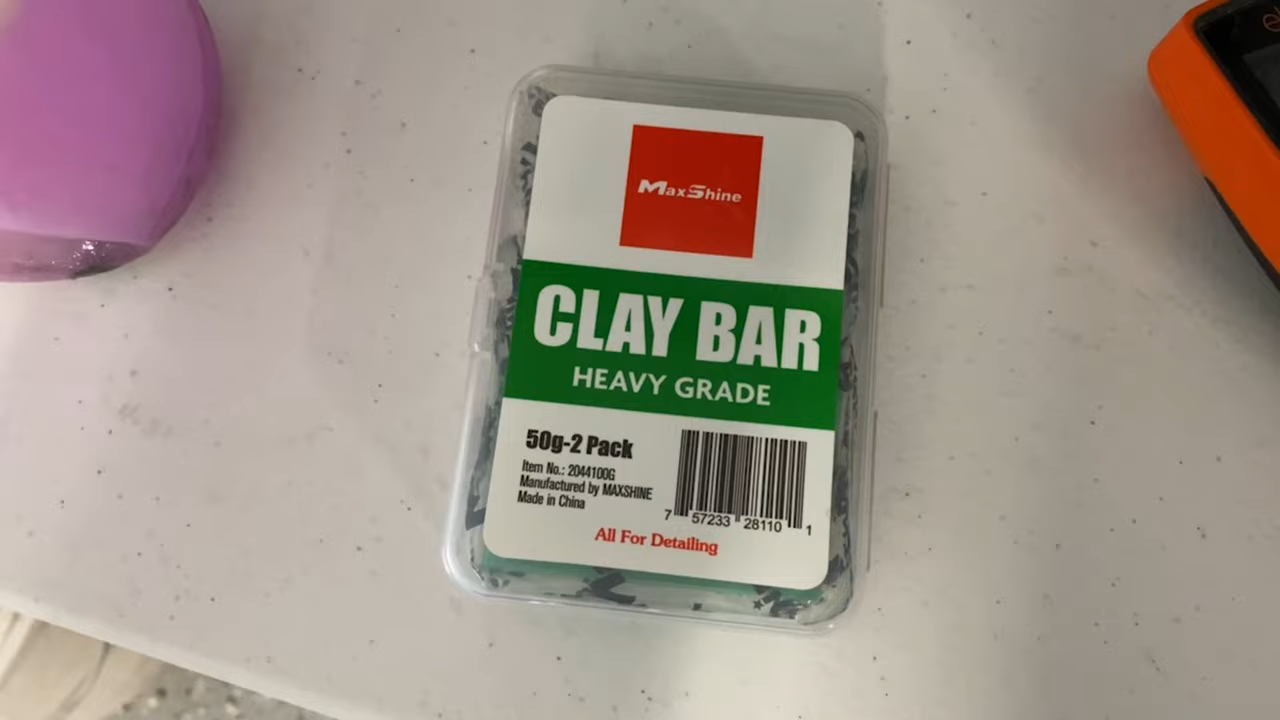 MaxShine
CLAY BAR
HEAVY GRADE
50g-2 Pack
Item No.: 2044100G
Manufactured by MAXSHINE
Made in China
7 57233 28110 1
All For Detailing